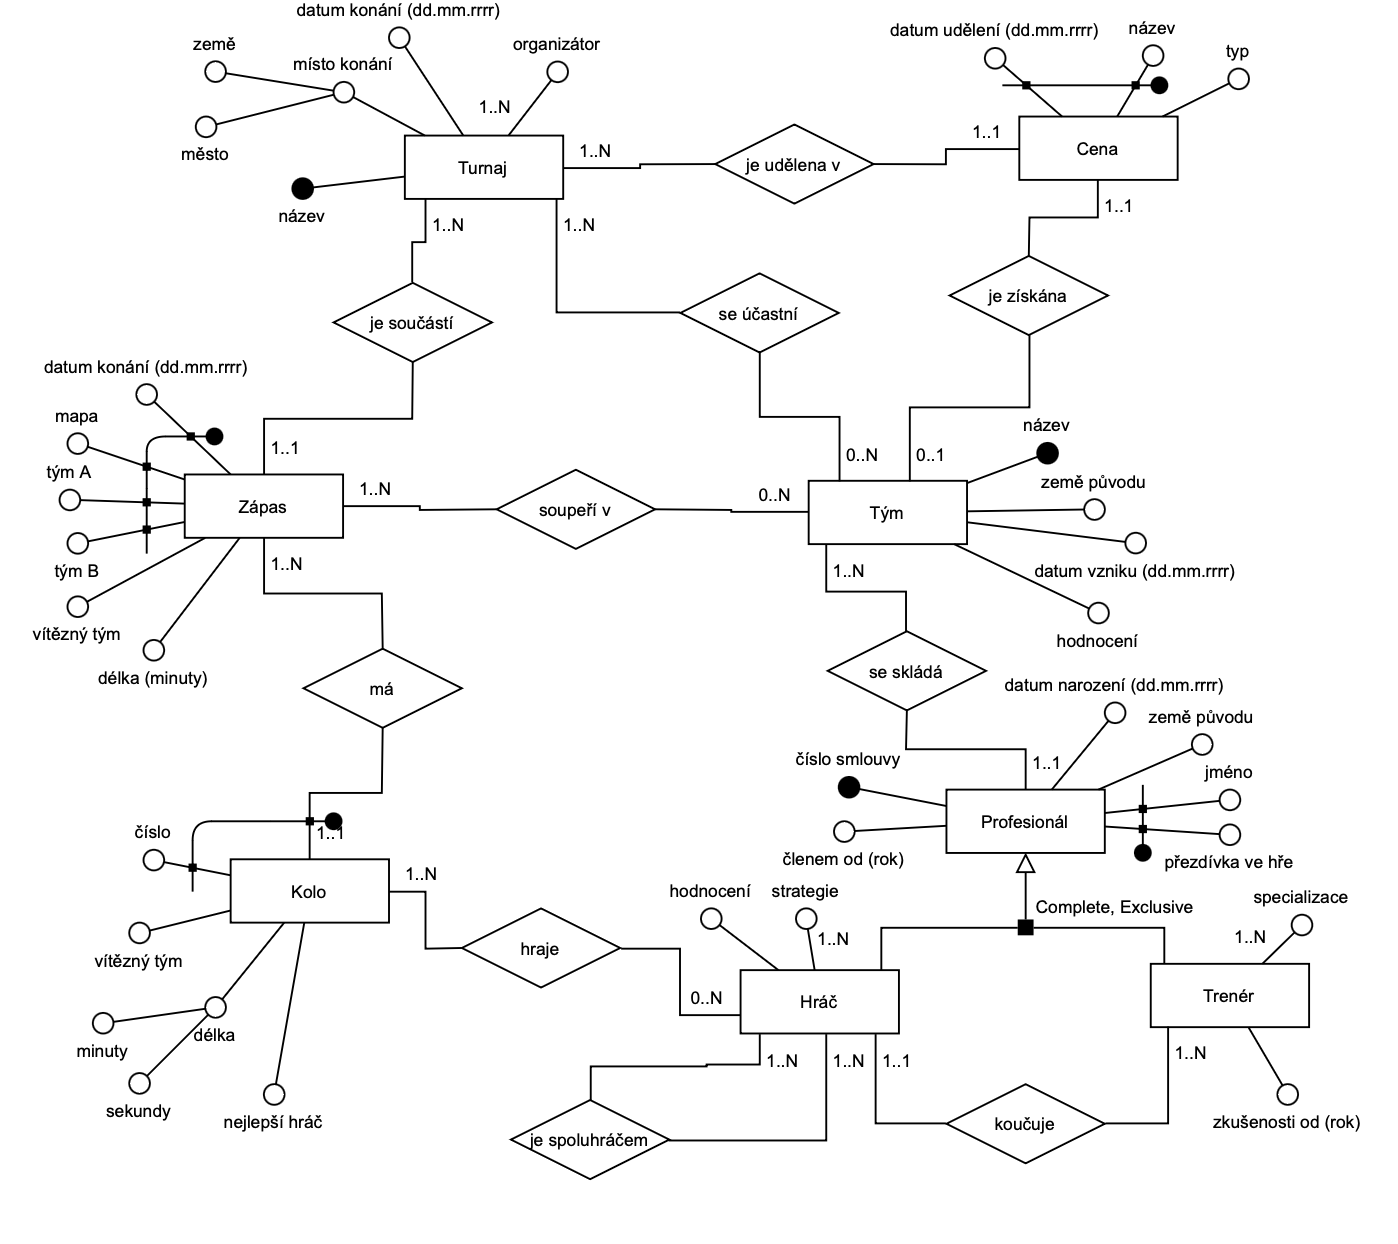 datum konání (dd.mm.rrrr)
země
místo konání
organizátor
město
1..N
název
Turnaj
1..N
je udělena v
1..1
datum udělení (dd.mm.rrrr)
název
typ
Cena
1..N
1..N
1..1
je součástí
se účastní
je získána
datum konání (dd.mm.rrrr)
mapa
tým A
tým B
vítězný tým
délka (minuty)
1..1
Zápas
1..N
soupeří v
0..N
0..N
0..1
Tým
název
země původu
datum vzniku (dd.mm.rrrr)
hodnocení
1..N
1..N
má
se skládá
datum narození (dd.mm.rrrr)
země původu
číslo smlouvy
1..1
jméno
Profesionál
členem od (rok)
přezdívka ve hře
číslo
1..1
Kolo
1..N
vítězný tým
délka
minuty
sekundy
nejlepší hráč
hraje
0..N
hodnocení
strategie
1..N
Complete, Exclusive
specializace
1..N
Hráč
Trenér
1..N
1..N
1..1
1..N
je spoluhráčem
koučuje
zkušenosti od (rok)